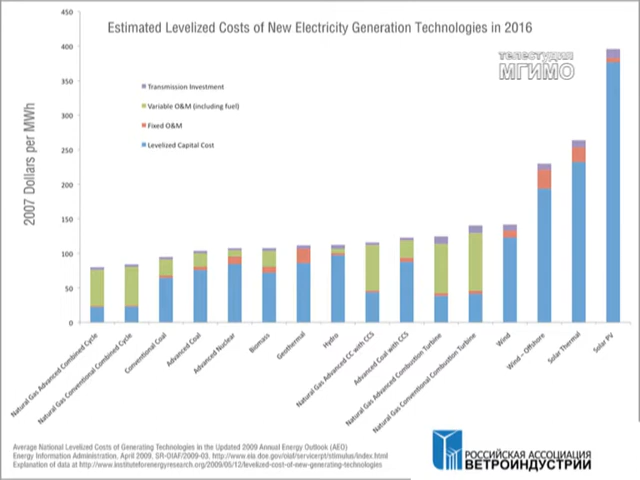 Estimated Levelized Costs of New Electricity Generation Technologies in 2016
телестудия
МГИМО
2007 Dollars per MWh
450
400
350
300
250
200
150
100
50
0
Transmission Investment
Variable O&M (including fuel)
Fixed O&M
Levelized Capital Cost
Natural Gas Advanced Combined Cycle
Natural Gas Conventional Combined Cycle
Conventional Coal
Advanced Coal
Advanced Nuclear
Biomass
Geothermal
Hydro
Natural Gas Advanced CC with CCS
Advanced Coal with CCS
Natural Gas Advanced Combustion Turbine
Natural Gas Conventional Combustion Turbine
Wind
Wind – Offshore
Solar Thermal
Solar PV
Average National Levelized Costs of Generating Technologies in the Updated 2009 Annual Energy Outlook (AEO)
Energy Information Administration, April 2009, SR-OIAF/2009-03, http://www.eia.doe.gov/oiaf/servicerpt/stimulus/index.html
Explanation of data at http://www.instituteforenergyresearch.org/2009/05/12/levelized-cost-of-new-generating-technologies
РОССИЙСКАЯ АССОЦИАЦИЯ
ВЕТРОИНДУСТРИИ